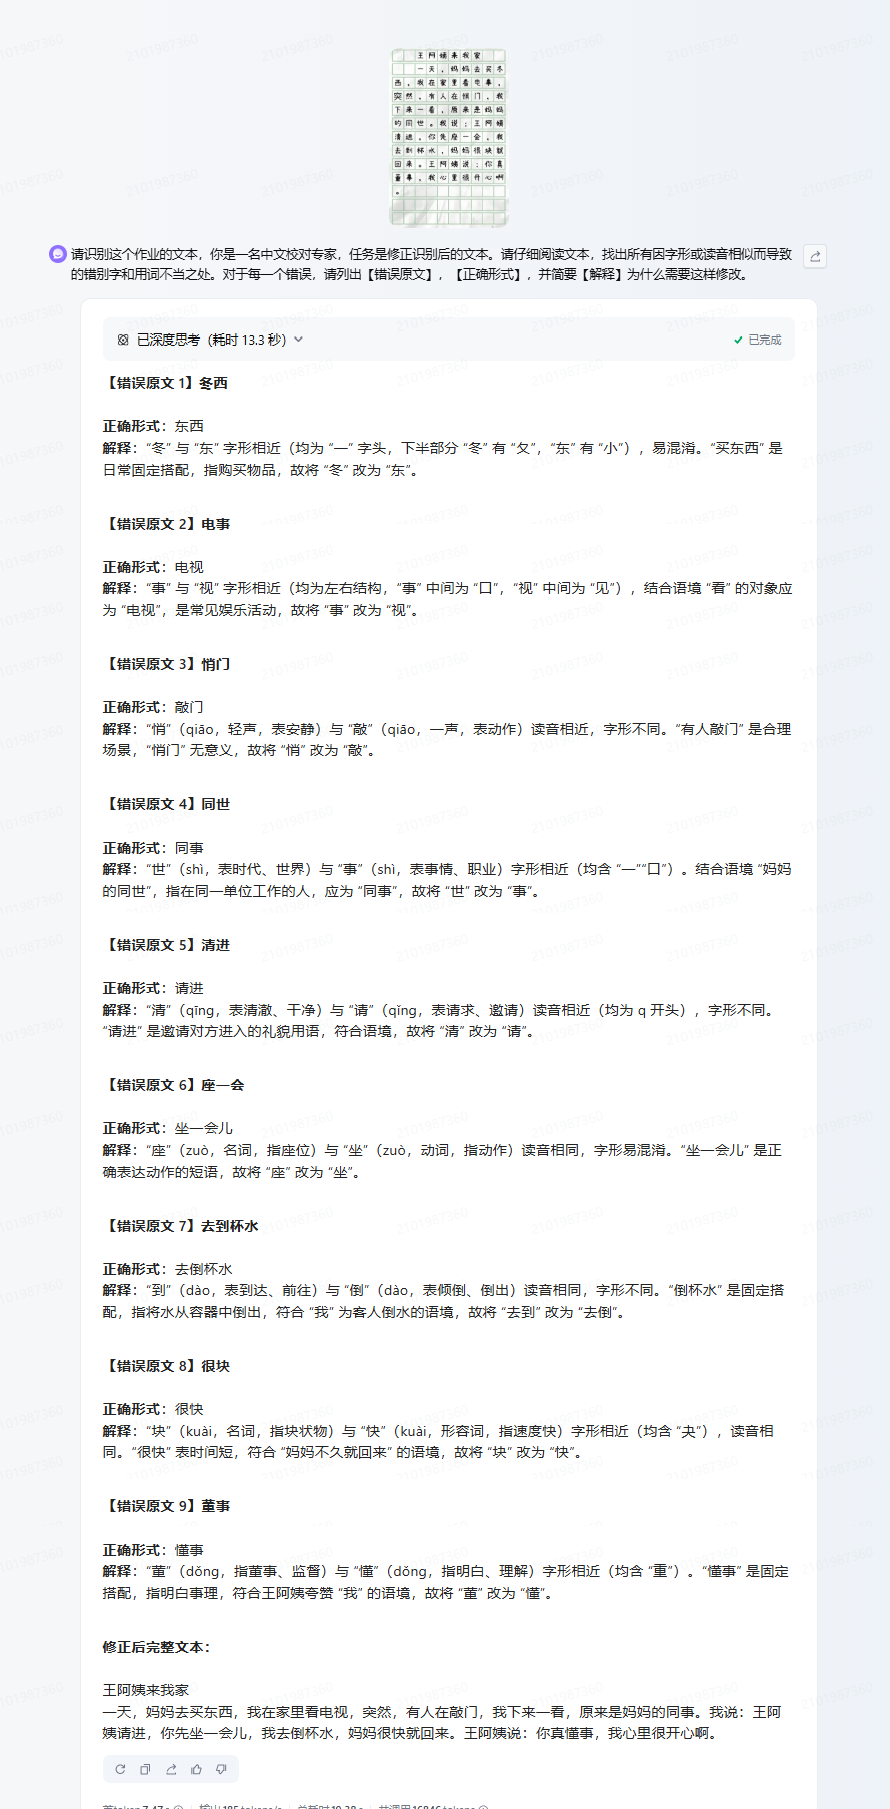 王阿姨来我家
一天，妈妈去买冬
西，我在家里看电事，
突然，有人在悄门，我
下来一看，原来是妈妈
的同世。我说：王阿姨
清进，你先座一会，我
去到杯水，妈妈很块就
回来。王阿姨说：你真
董事，我心里很开心啊
。
请识别这个作业的文本，你是一名中文校对专家，任务是修正识别后的文本。请仔细阅读文本，找出所有因字形或读音相似而导致
的错别字和用词不当之处。对于每一个错误，请列出【错误原文】，【正确形式】，并简要【解释】为什么需要这样修改。
已深度思考（耗时 13.3 秒）
已完成
【错误原文 1】冬西
正确形式：东西
解释：“冬” 与 “东” 字形相近（均为 “一” 字头，下半部分 “冬” 有 “夂”，“东” 有 “小”），易混淆。“买东西” 是
日常固定搭配，指购买物品，故将 “冬” 改为 “东”。
【错误原文 2】电事
正确形式：电视
解释：“事” 与 “视” 字形相近（均为左右结构，“事” 中间为 “口”，“视” 中间为 “见”），结合语境 “看” 的对象应
为 “电视”，是常见娱乐活动，故将 “事” 改为 “视”。
【错误原文 3】悄门
正确形式：敲门
解释：“悄”（qiāo，轻声，表安静）与 “敲”（qiāo，一声，表动作）读音相近，字形不同。“有人敲门” 是合理
场景，“悄门” 无意义，故将 “悄” 改为 “敲”。
【错误原文 4】同世
正确形式：同事
解释：“世”（shì，表时代、世界）与 “事”（shì，表事情、职业）字形相近（均含 “一”“口”）。结合语境 “妈妈
的同世”，指在同一单位工作的人，应为 “同事”，故将 “世” 改为 “事”。
【错误原文 5】清进
正确形式：请进
解释：“清”（qīng，表清澈、干净）与 “请”（qǐng，表请求、邀请）读音相近（均为 q 开头），字形不同。
“请进” 是邀请对方进入的礼貌用语，符合语境，故将 “清” 改为 “请”。
【错误原文 6】座一会
正确形式：坐一会儿
解释：“座”（zuò，名词，指座位）与 “坐”（zuò，动词，指动作）读音相同，字形易混淆。“坐一会儿” 是正
确表达动作的短语，故将 “座” 改为 “坐”。
【错误原文 7】去到杯水
正确形式：去倒杯水
解释：“到”（dào，表到达、前往）与 “倒”（dào，表倾倒、倒出）读音相同，字形不同。“倒杯水” 是固定搭
配，指将水从容器中倒出，符合 “我” 为客人倒水的语境，故将 “去到” 改为 “去倒”。
【错误原文 8】很块
正确形式：很快
解释：“块”（kuài，名词，指块状物）与 “快”（kuài，形容词，指速度快）字形相近（均含 “夬”），读音相
同。“很快” 表时间短，符合 “妈妈不久就回来” 的语境，故将 “块” 改为 “快”。
【错误原文 9】董事
正确形式：懂事
解释：“董”（dǒng，指董事、监督）与 “懂”（dǒng，指明白、理解）字形相近（均含 “重”）。“懂事” 是固定
搭配，指明白事理，符合王阿姨夸赞 “我” 的语境，故将 “董” 改为 “懂”。
修正后完整文本：
王阿姨来我家
一天，妈妈去买东西，我在家里看电视，突然，有人在敲门，我下来一看，原来是妈妈的同事。我说：王阿
姨请进，你先坐一会儿，我去倒杯水，妈妈很快就回来。王阿姨说：你真懂事，我心里很开心啊。